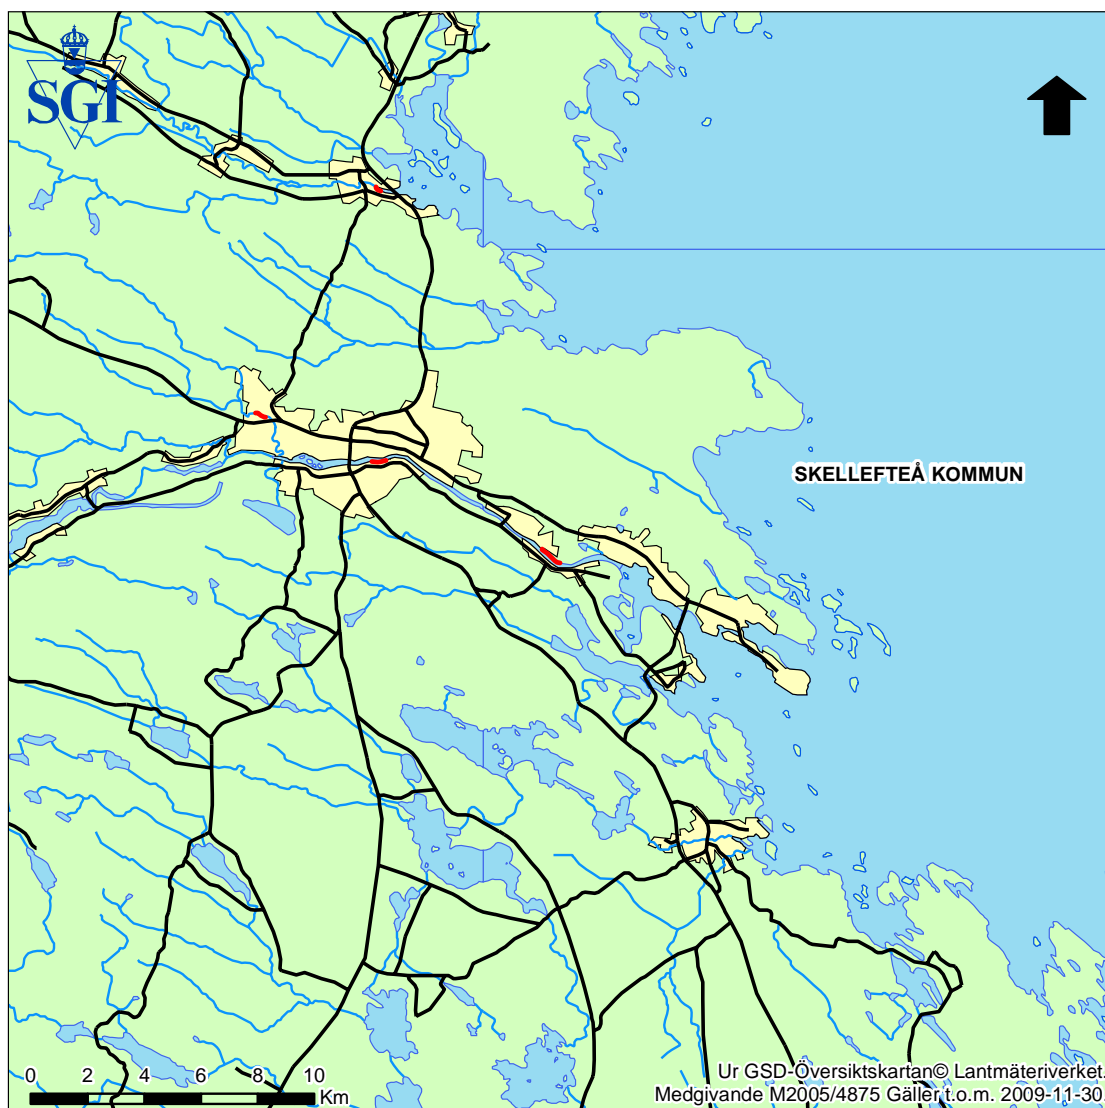 SGI
SKELLEFTEÅ KOMMUN
0 2 4 6 8 10
Km
Ur GSD-Översiktskartan© Lantmäteriverket.
Medgivande M2005/4875 Gäller t.o.m. 2009-11-30.